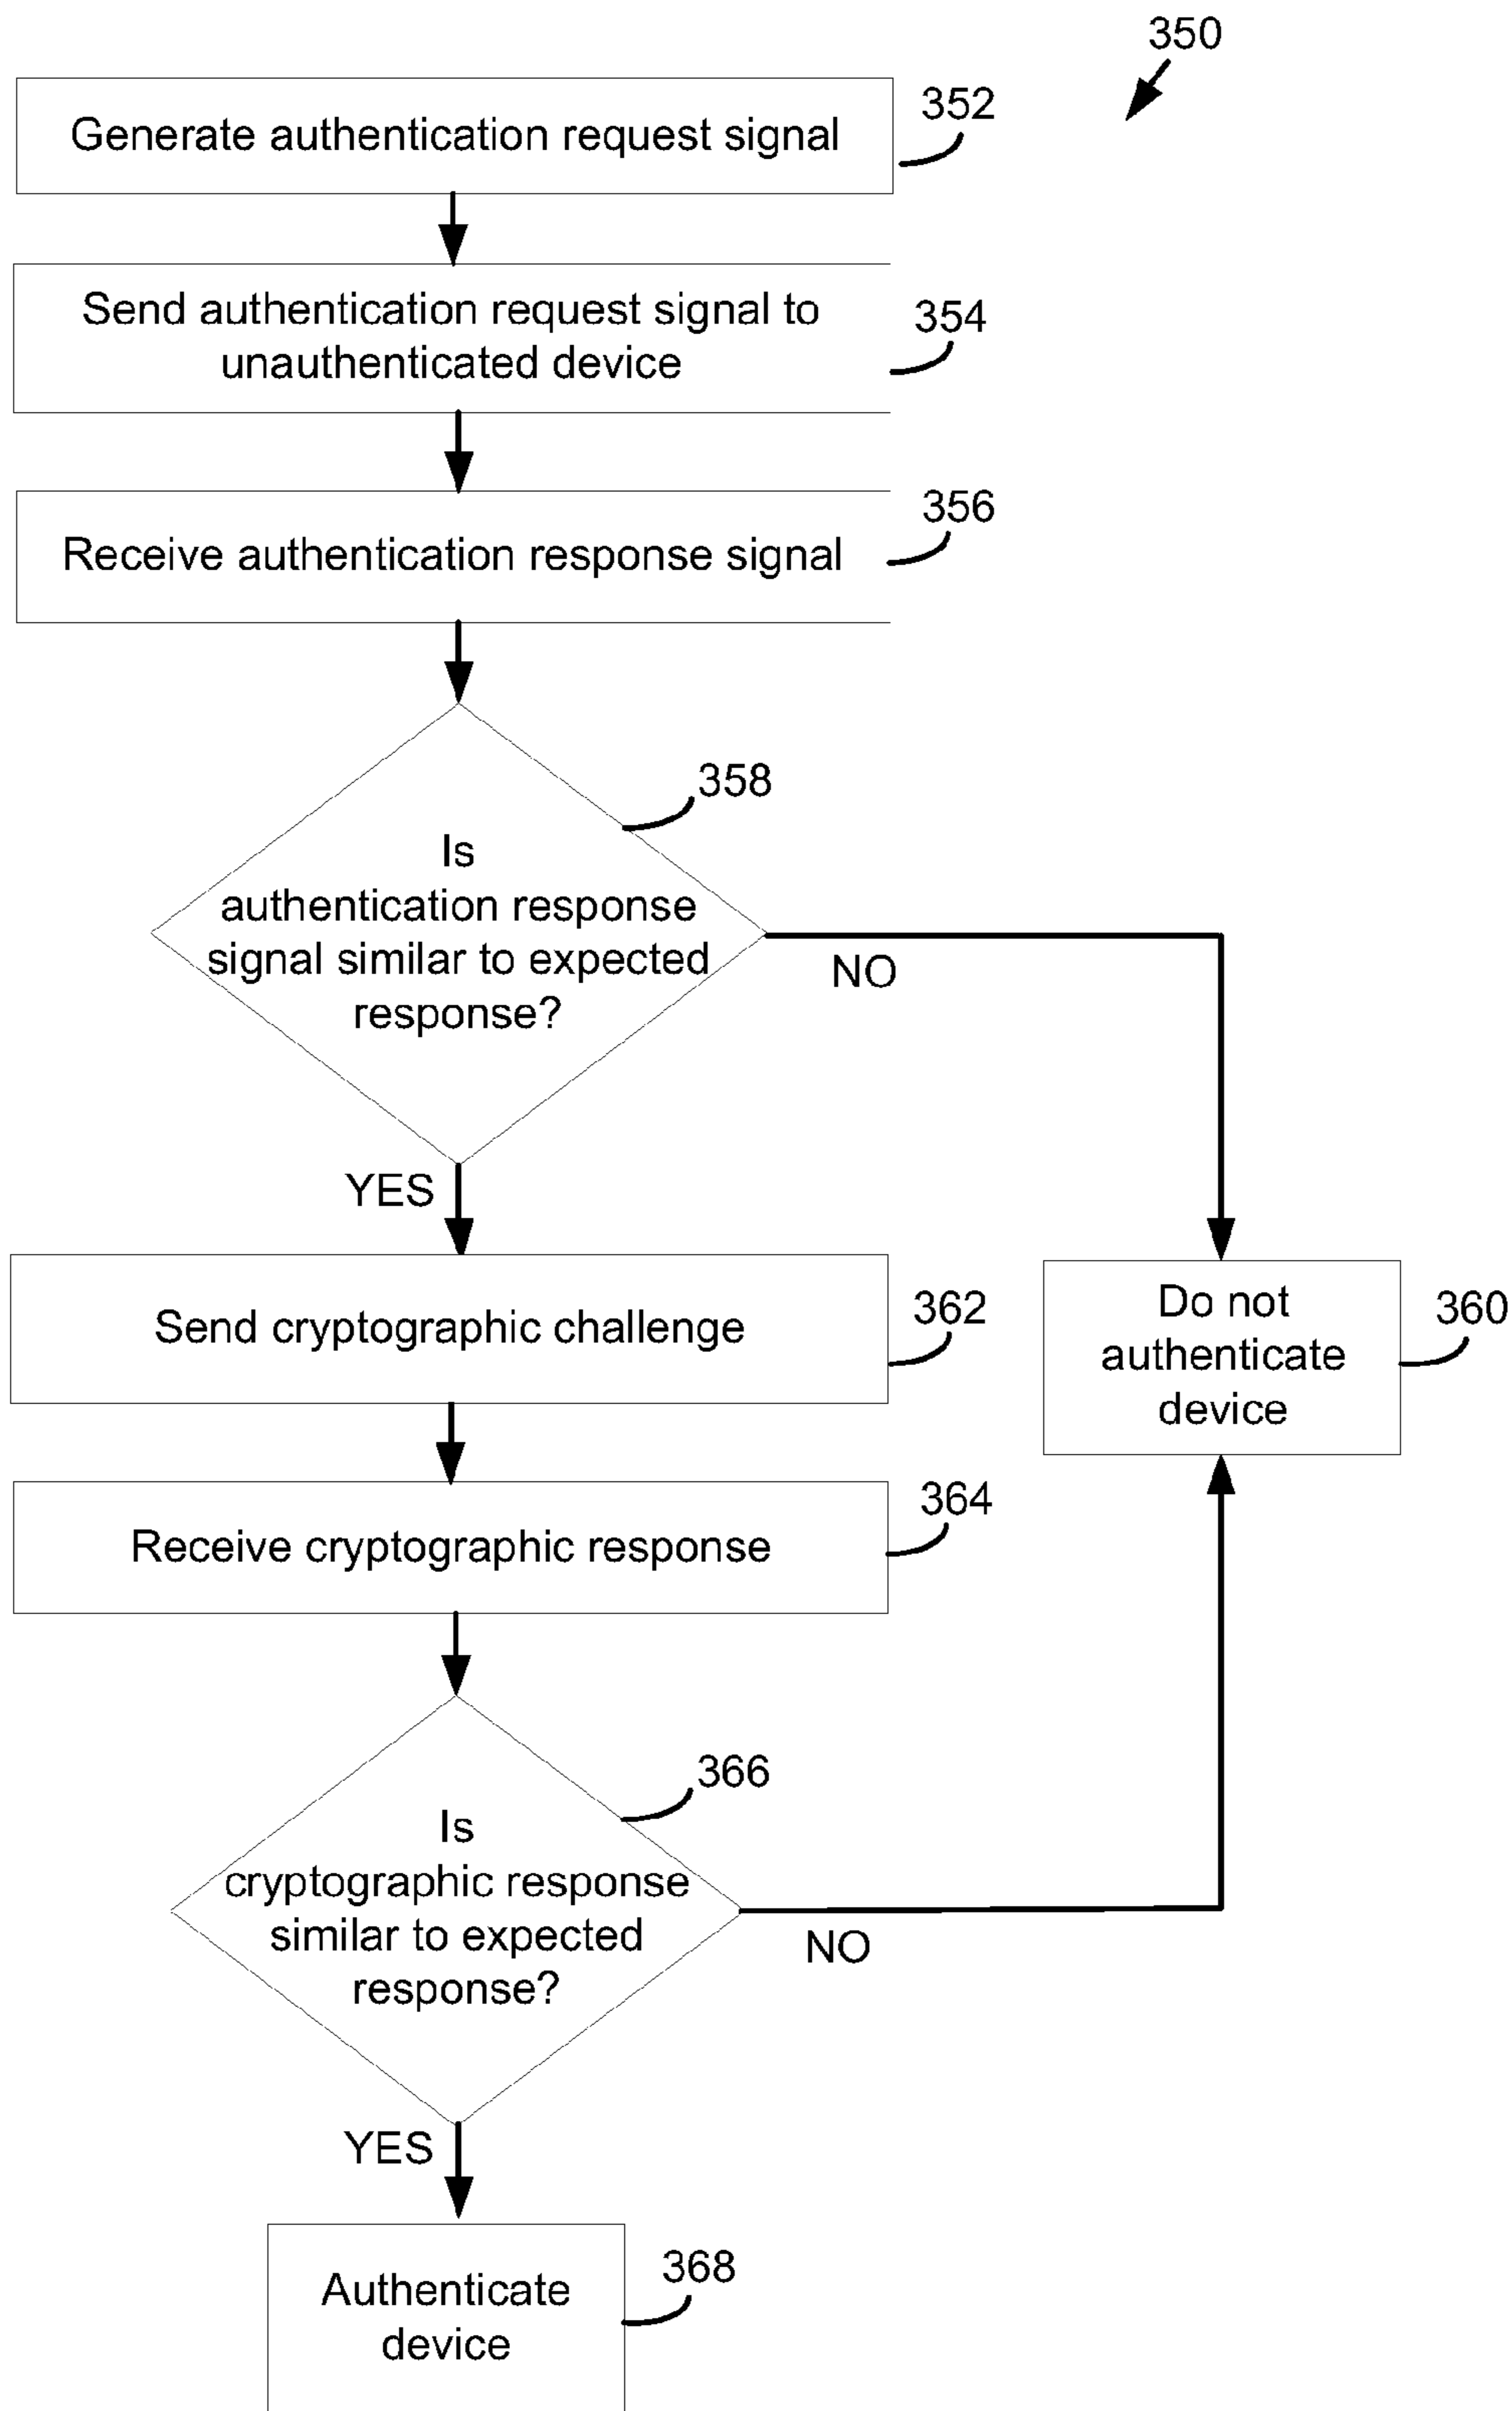 350
Generate authentication request signal
352
Send authentication request signal to
unauthenticated device
354
Receive authentication response signal
356
358
Is
authentication response
signal similar to expected
response?
NO
YES
Send cryptographic challenge
362
Do not
authenticate
device
360
Receive cryptographic response
364
366
Is
cryptographic response
similar to expected
response?
NO
YES
Authenticate
device
368